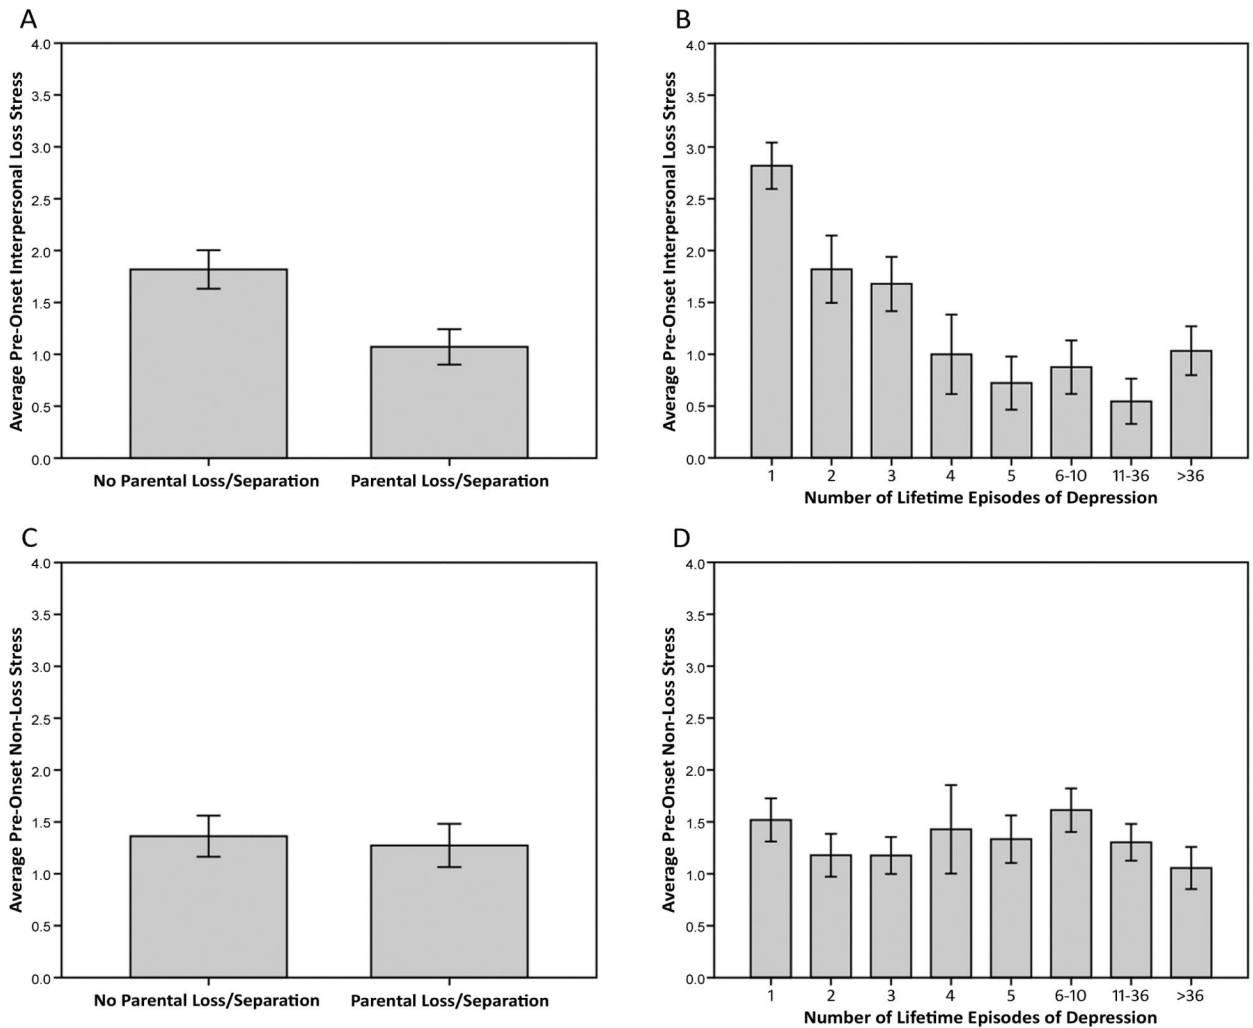 A
Average Pre-Onset Interpersonal Loss Stress
4.0
3.5
3.0
2.5
2.0
1.5
1.0
0.5
0.0
No Parental Loss/Separation Parental Loss/Separation
B
Average Pre-Onset Interpersonal Loss Stress
4.0
3.5
3.0
2.5
2.0
1.5
1.0
0.5
0.0
1 2 3 4 5 6-10 11-36 >36
Number of Lifetime Episodes of Depression
C
Average Pre-Onset Non-Loss Stress
4.0
3.5
3.0
2.5
2.0
1.5
1.0
0.5
0.0
No Parental Loss/Separation Parental Loss/Separation
D
Average Pre-Onset Non-Loss Stress
4.0
3.5
3.0
2.5
2.0
1.5
1.0
0.5
0.0
1 2 3 4 5 6-10 11-36 >36
Number of Lifetime Episodes of Depression